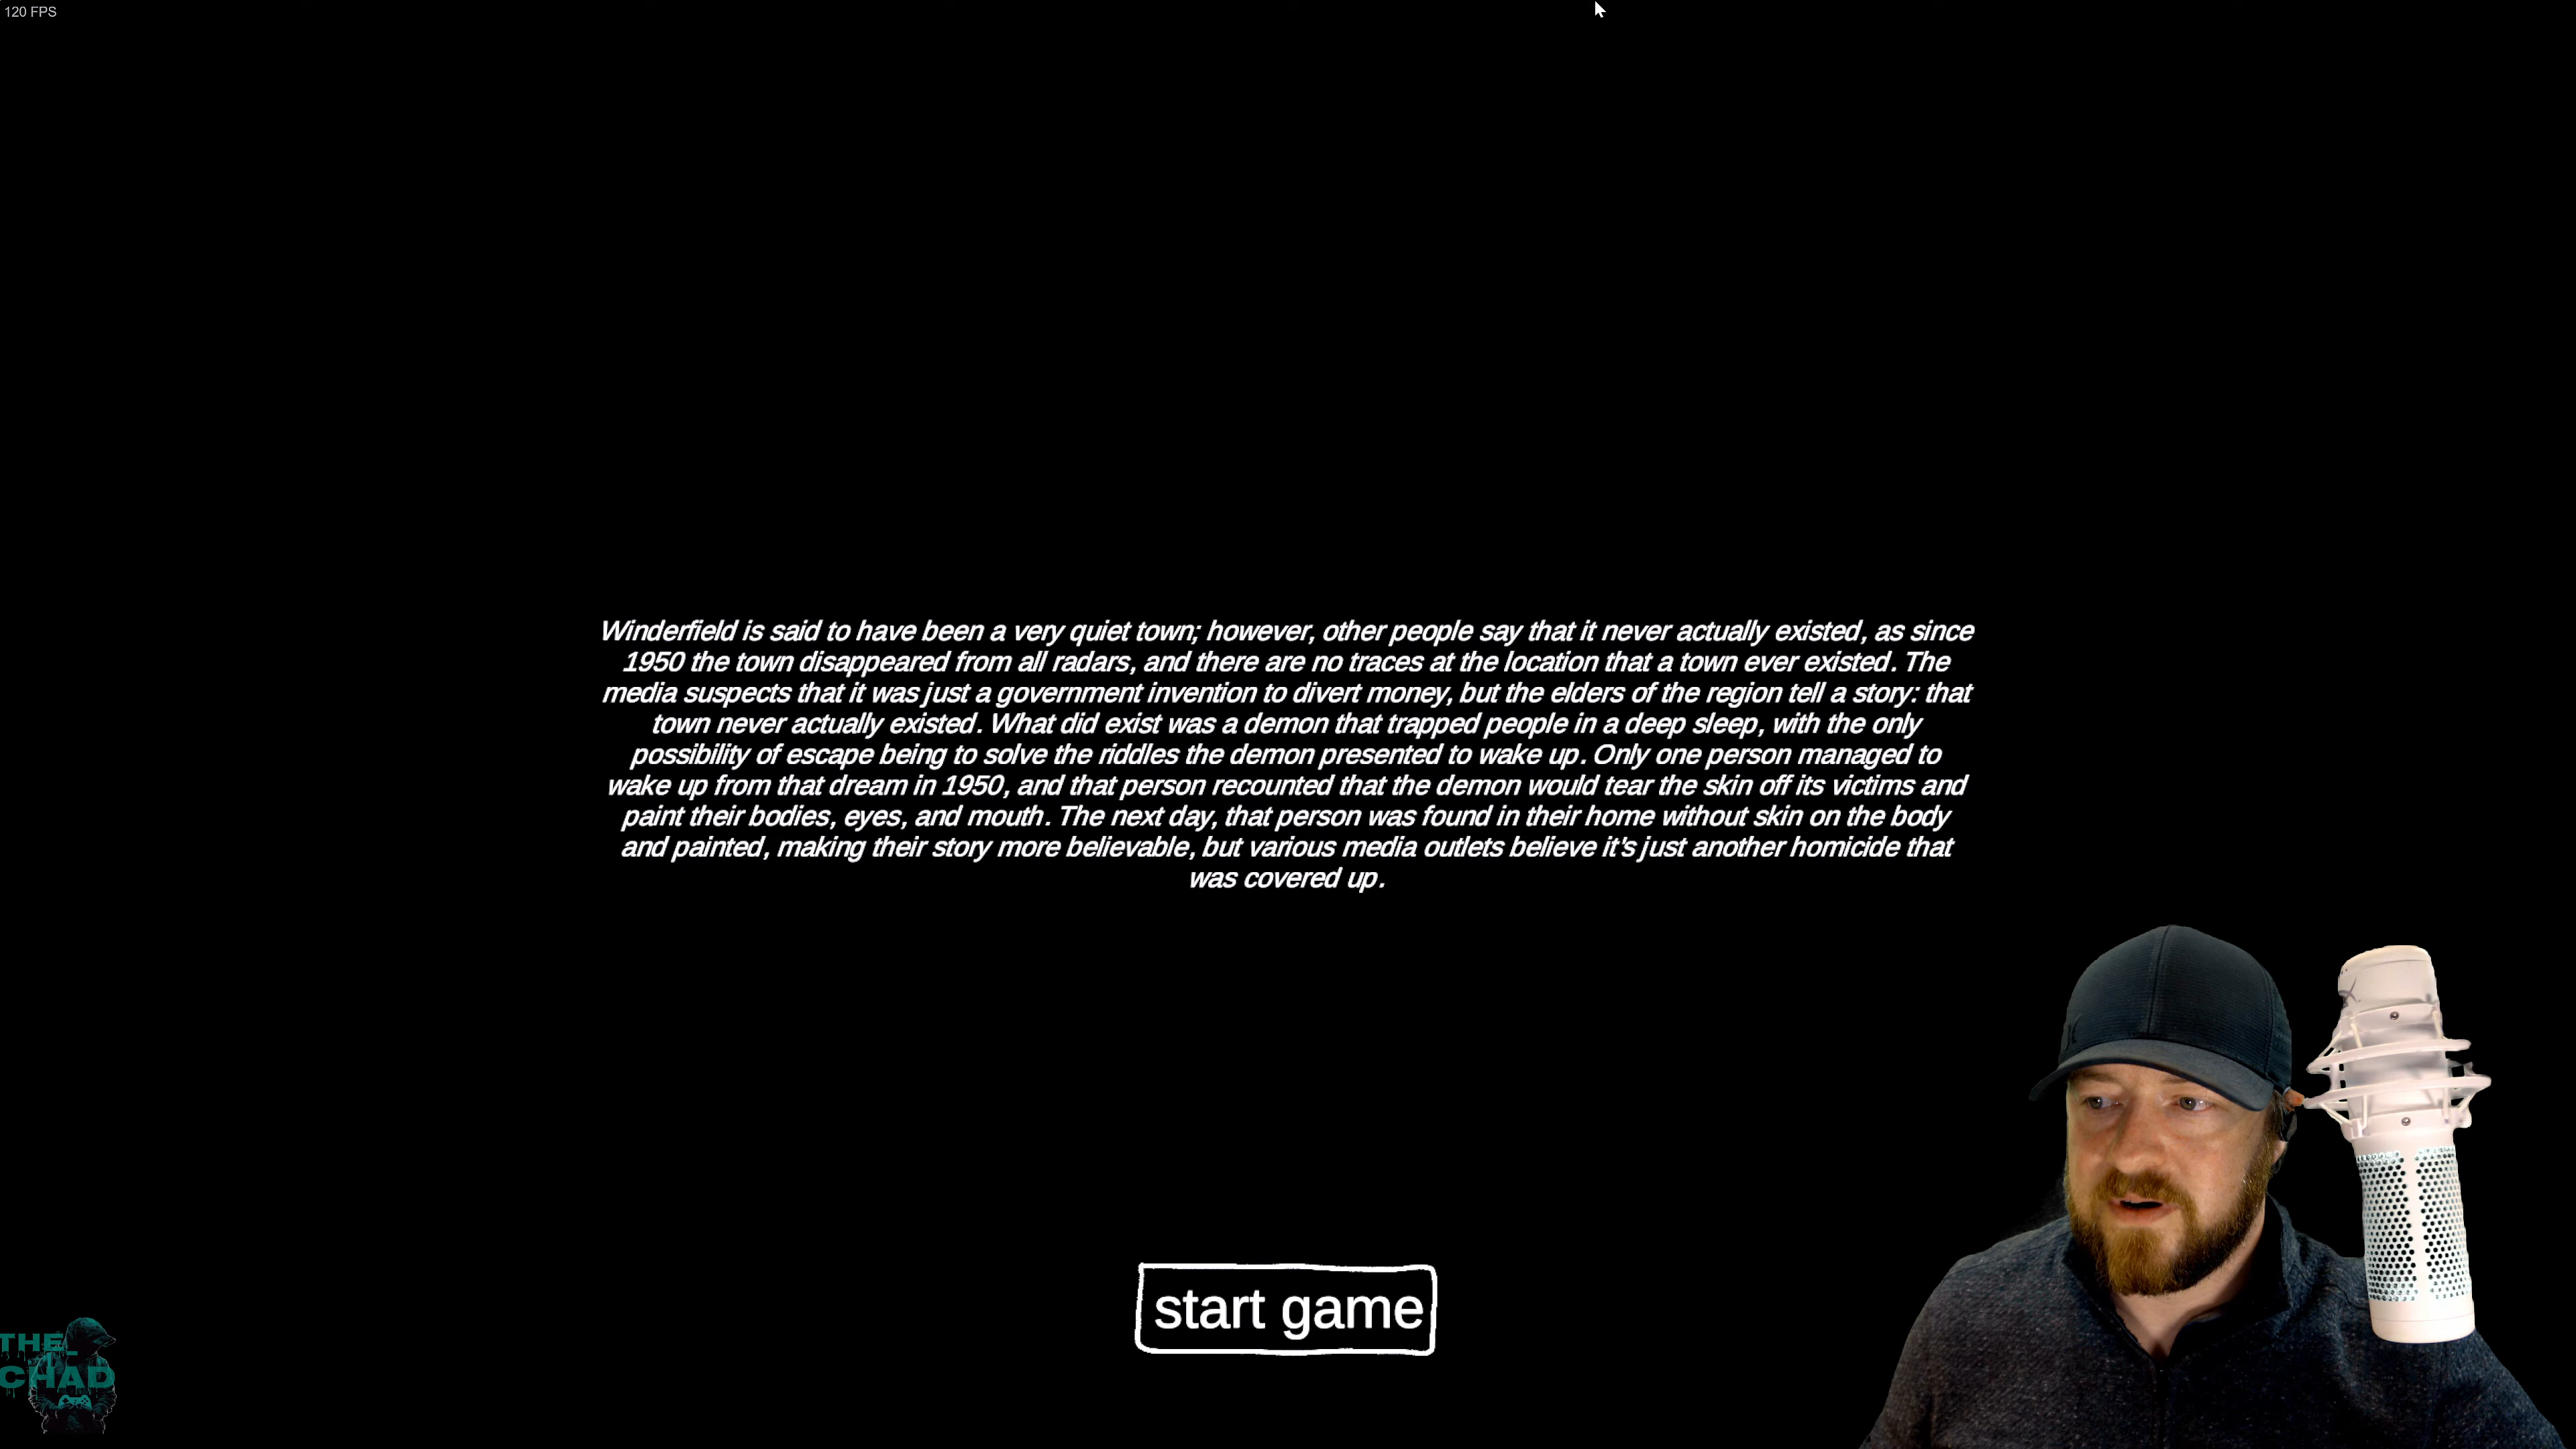 120 FPS
Winderfield is said to have been a very quiet town; however, other people say that it never actually existed, as since
1950 the town disappeared from all radars, and there are no traces at the location that a town ever existed. The
media suspects that it was just a government invention to divert money, but the elders of the region tell a story: that
town never actually existed. What did exist was a demon that trapped people in a deep sleep, with the only
possibility of escape being to solve the riddles the demon presented to wake up. Only one person managed to
wake up from that dream in 1950, and that person recounted that the demon would tear the skin off its victims and
paint their bodies, eyes, and mouth. The next day, that person was found in their home without skin on the body
and painted, making their story more believable, but various media outlets believe it's just another homicide that
was covered up.
start game
THE
CHAD